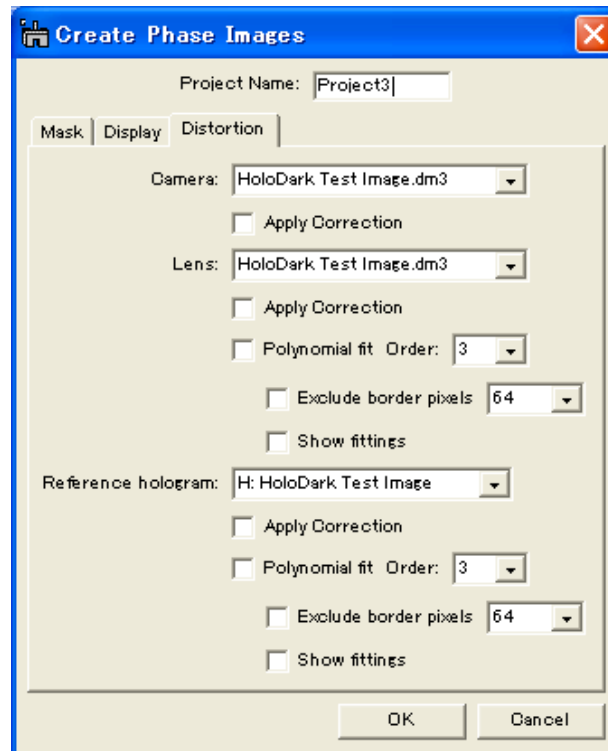 Create Phase Images
Project Name: Project3
Mask Display Distortion
Camera: HoloDark Test Image.dm3
Apply Correction
Lens: HoloDark Test Image.dm3
Apply Correction
Polynomial fit Order: 3
Exclude border pixels 64
Show fittings
Reference hologram: H: HoloDark Test Image
Apply Correction
Polynomial fit Order: 3
Exclude border pixels 64
Show fittings
OK Cancel